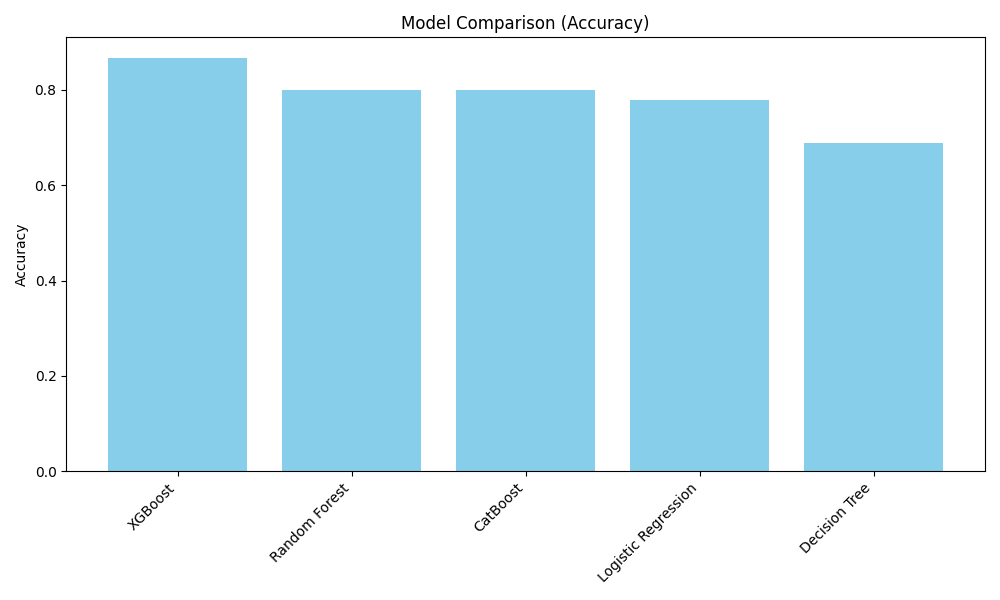 Model Comparison (Accuracy)
Accuracy
0.8
0.6
0.4
0.2
0.0
XGBoost
Random Forest
CatBoost
Logistic Regression
Decision Tree